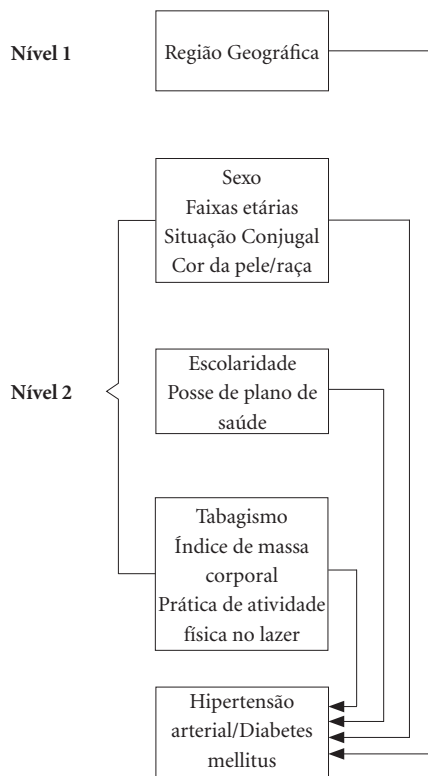 Nível 1
Região Geográfica
Sexo
Faixas etárias
Situação Conjugal
Cor da pele/raça
Nível 2
Escolaridade
Posse de plano de
saúde
Tabagismo
Índice de massa
corporal
Prática de atividade
física no lazer
Hipertensão
arterial/Diabetes
mellitus